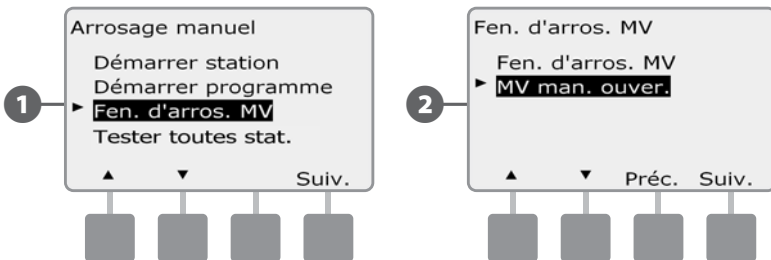 1
Arrosage manuel
Démarrer station
Démarrer programme
► Fen. d'arros. MV
Tester toutes stat.
▲ ▼ Suiv.
2
Fen. d'arros. MV
Fen. d'arros. MV
► MV man. ouver.
▲ ▼ Préc. Suiv.